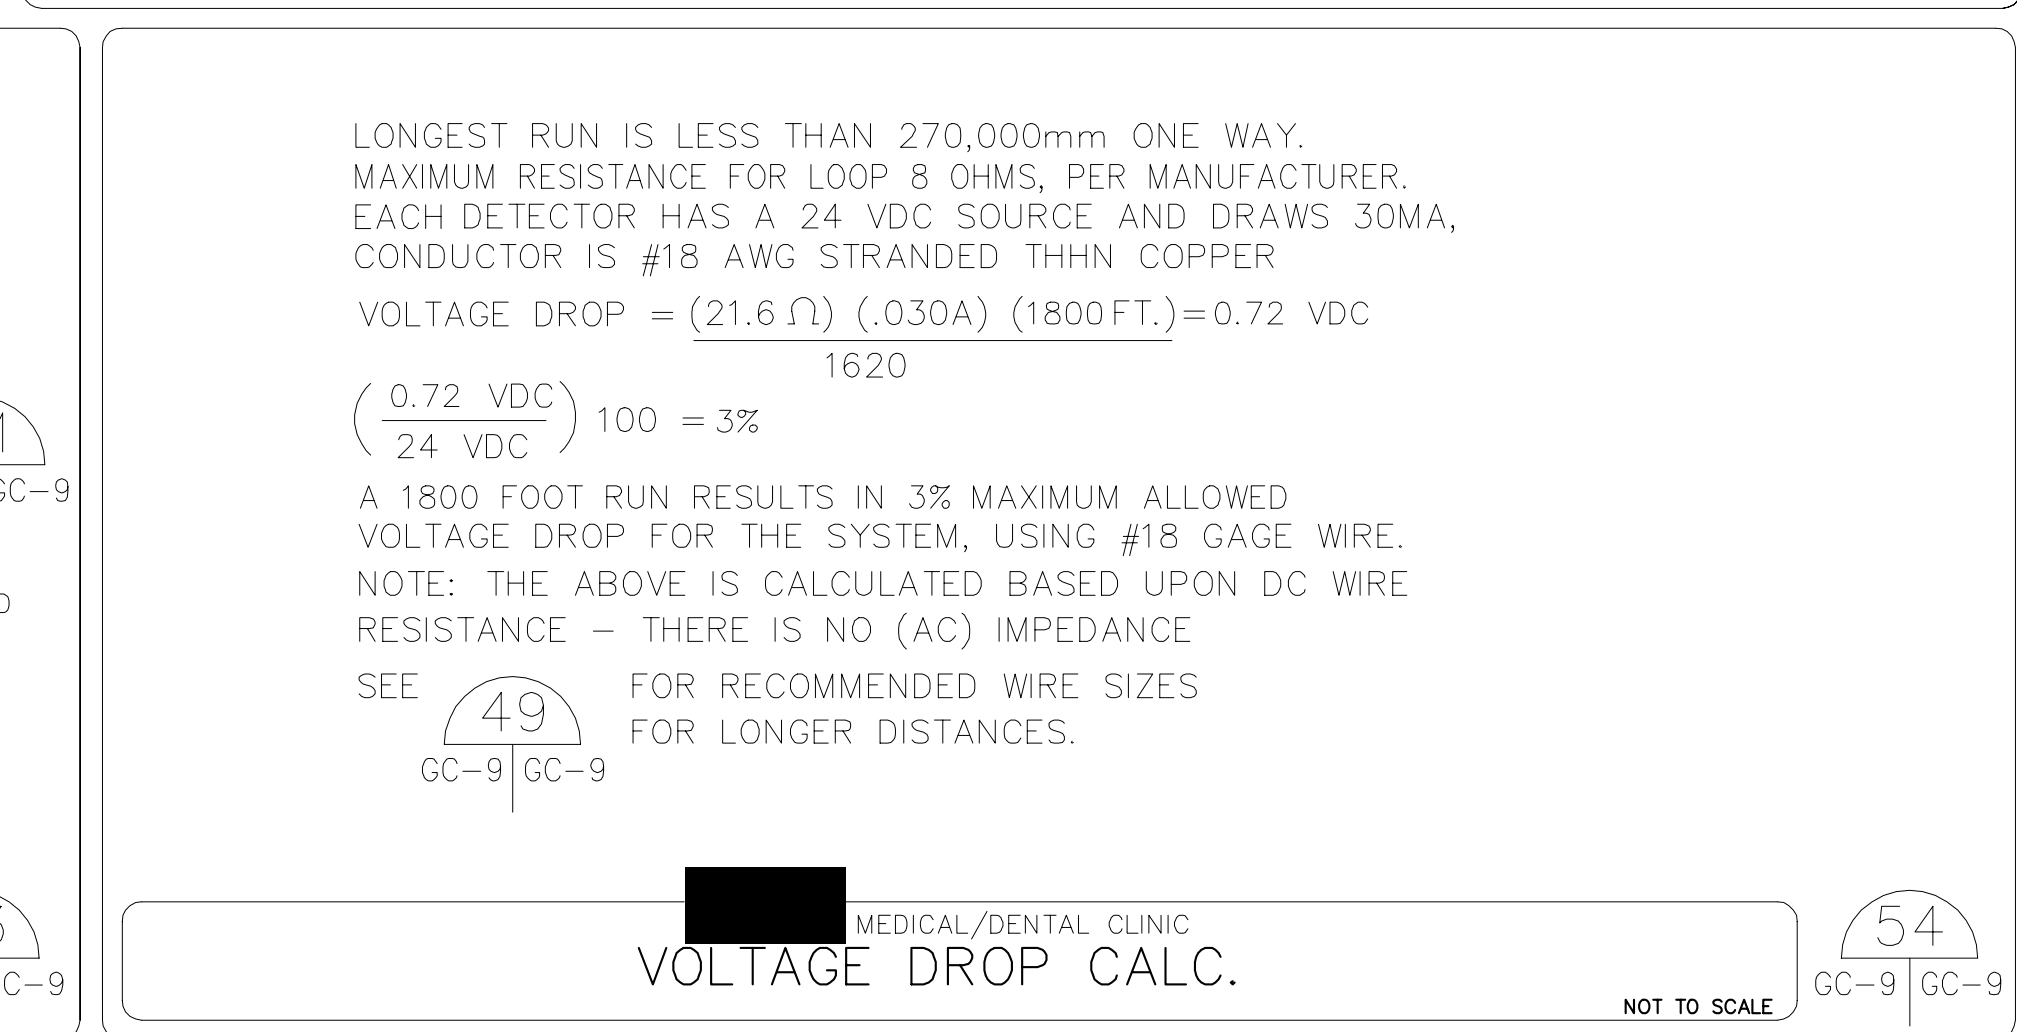 LONGEST RUN IS LESS THAN 270,000mm ONE WAY.
MAXIMUM RESISTANCE FOR LOOP 8 OHMS, PER MANUFACTURER.
EACH DETECTOR HAS A 24 VDC SOURCE AND DRAWS 30MA,
CONDUCTOR IS #18 AWG STRANDED THHN COPPER
VOLTAGE DROP = (21.6 Ω) (.030A) (1800 FT.) = 0.72 VDC
1620
(0.72 VDC
24 VDC) 100 = 3%
A 1800 FOOT RUN RESULTS IN 3% MAXIMUM ALLOWED
VOLTAGE DROP FOR THE SYSTEM, USING #18 GAGE WIRE.
NOTE: THE ABOVE IS CALCULATED BASED UPON DC WIRE
RESISTANCE – THERE IS NO (AC) IMPEDANCE
SEE 49 FOR RECOMMENDED WIRE SIZES
FOR LONGER DISTANCES.
GC-9 GC-9
MEDICAL/DENTAL CLINIC
VOLTAGE DROP CALC.
NOT TO SCALE
54
GC-9 GC-9
GC-9